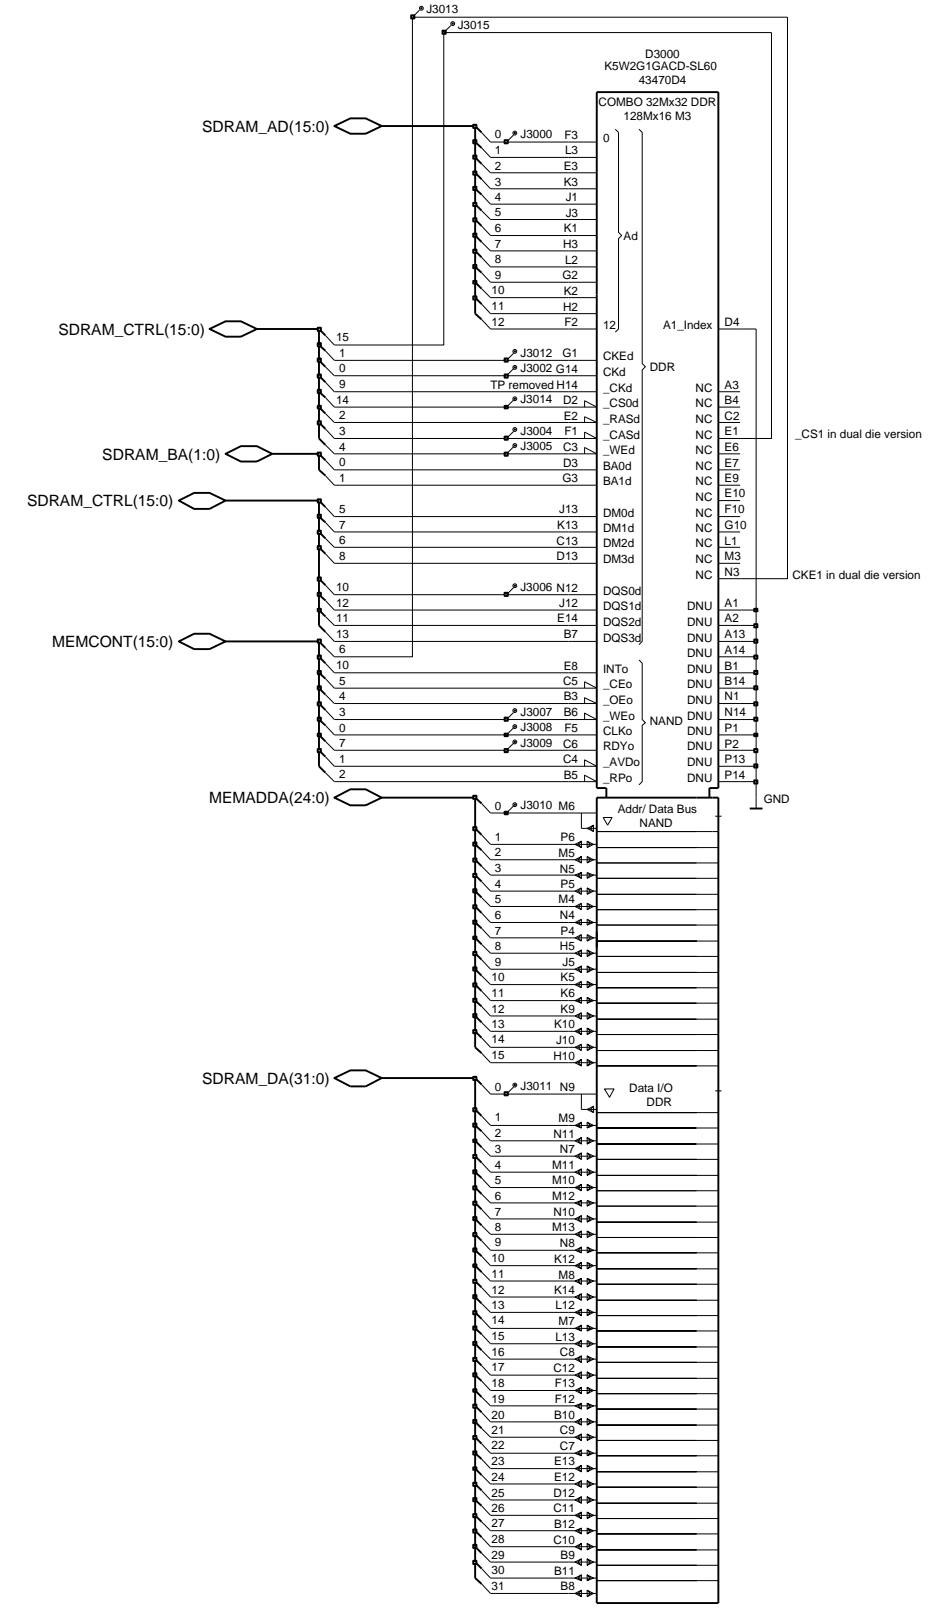 J3013
J3015
D3000
K5W2G1GACD-SL60
43470D4
COMBO 32Mx32 DDR
128Mx16 M3
SDRAM_AD(15:0)
0 J3000 F3 0
1 L3
2 E3
3 K3
4 J1
5 J3
6 K1 Ad
7 H3
8 L2
9 G2
10 K2
11 H2
12 F2 12 A1_Index D4
SDRAM_CTRL(15:0)
15
1 J3012 G1 CKEd
0 J3002 G14 CKd DDR
9 TP removed H14 _CKd NC A3
14 J3014 D2 _CS0d NC B4
2 E2 _RASd NC C2
3 J3004 F1 _CASd NC E1 _CS1 in dual die version
4 J3005 C3 _WEd NC E6
SDRAM_BA(1:0)
0 D3 BA0d NC E7
1 G3 BA1d NC E9
NC E10
SDRAM_CTRL(15:0)
5 J13 DM0d NC F10
7 K13 DM1d NC G10
6 C13 DM2d NC L1
8 D13 DM3d NC M3
NC N3 CKE1 in dual die version
10 J3006 N12 DQS0d
12 J12 DQS1d DNU A1
11 E14 DQS2d DNU A2
13 B7 DQS3d DNU A13
MEMCONT(15:0)
6 DNU A14
10 E8 INTo DNU B1
5 C5 _CEo DNU B14
4 B3 _OEo DNU N1
3 J3007 B6 _WEo NAND DNU N14
0 J3008 F5 CLKo DNU P1
7 J3009 C6 RDYo DNU P2
1 C4 _AVDo DNU P13
2 B5 _RPo DNU P14
GND
MEMADDA(24:0)
0 J3010 M6 Addr/ Data Bus
NAND
1 P6
2 M5
3 N5
4 P5
5 M4
6 N4
7 P4
8 H5
9 J5
10 K5
11 K6
12 K9
13 K10
14 J10
15 H10
SDRAM_DA(31:0)
0 J3011 N9 Data I/O
DDR
1 M9
2 N11
3 N7
4 M11
5 M10
6 M12
7 N10
8 M13
9 N8
10 K12
11 M8
12 K14
13 L12
14 M7
15 L13
16 C8
17 C12
18 F13
19 F12
20 B10
21 C9
22 C7
23 E13
24 E12
25 D12
26 C11
27 B12
28 C10
29 B9
30 B11
31 B8